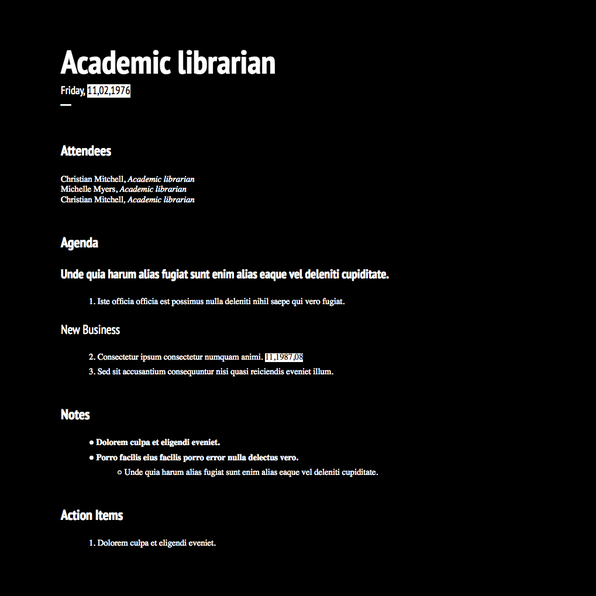 Academic librarian
Friday, 11,02,1976
Attendees
Christian Mitchell, Academic librarian
Michelle Myers, Academic librarian
Christian Mitchell, Academic librarian
Agenda
Unde quia harum alias fugiat sunt enim alias eaque vel deleniti cupiditate.
1. Iste officia officia est possimus nulla deleniti nihil saepe qui vero fugiat.
New Business
2. Consectetur ipsum consectetur numquam animi. 11,1987,08
3. Sed sit accusantium consequuntur nisi quasi reiciendis eveniet illum.
Notes
● Dolorem culpa et eligendi eveniet.
● Porro facilis eius facilis porro error nulla delectus vero.
○ Unde quia harum alias fugiat sunt enim alias eaque vel deleniti cupiditate.
Action Items
1. Dolorem culpa et eligendi eveniet.